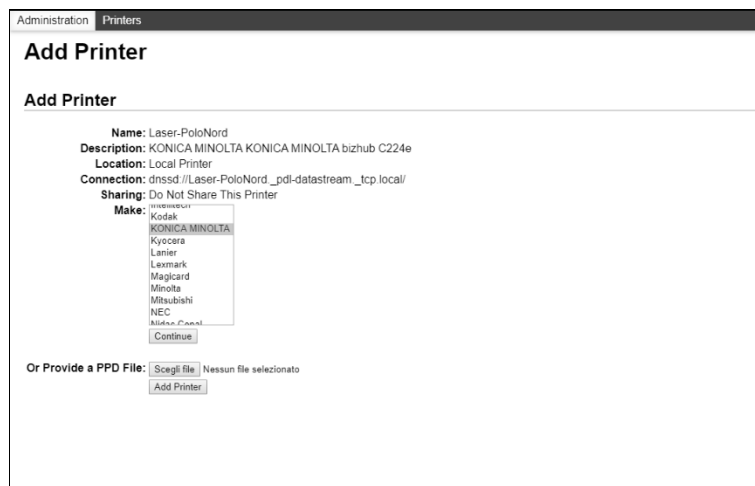 Administration Printers
Add Printer
Add Printer
Name: Laser-PoloNord
Description: KONICA MINOLTA KONICA MINOLTA bizhub C224e
Location: Local Printer
Connection: dnssd://Laser-PoloNord._pdl-datastream._tcp.local/
Sharing: Do Not Share This Printer
Make: Intellitech
Kodak
KONICA MINOLTA
Kyocera
Lanier
Lexmark
Magicard
Minolta
Mitsubishi
NEC
Continue
Or Provide a PPD File: Scegli file Nessun file selezionato
Add Printer